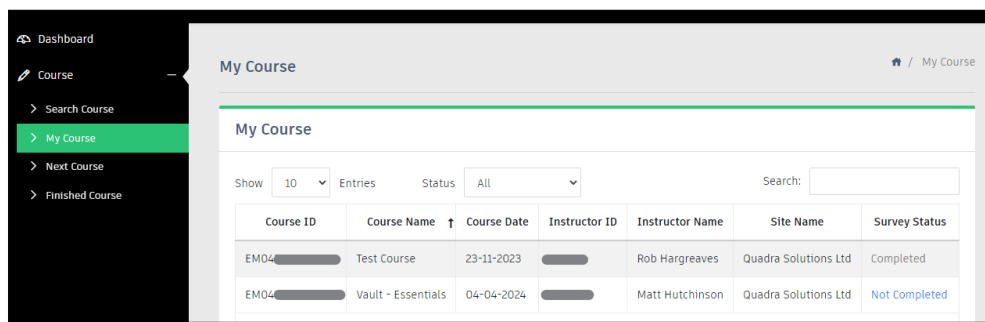 Dashboard
Course
Search Course
My Course
Next Course
Finished Course
My Course
/ My Course
My Course
Show 10 Entries Status All Search:
Course ID Course Name Course Date Instructor ID Instructor Name Site Name Survey Status
EM04 Test Course 23-11-2023 Rob Hargreaves Quadra Solutions Ltd Completed
EM04 Vault - Essentials 04-04-2024 Matt Hutchinson Quadra Solutions Ltd Not Completed